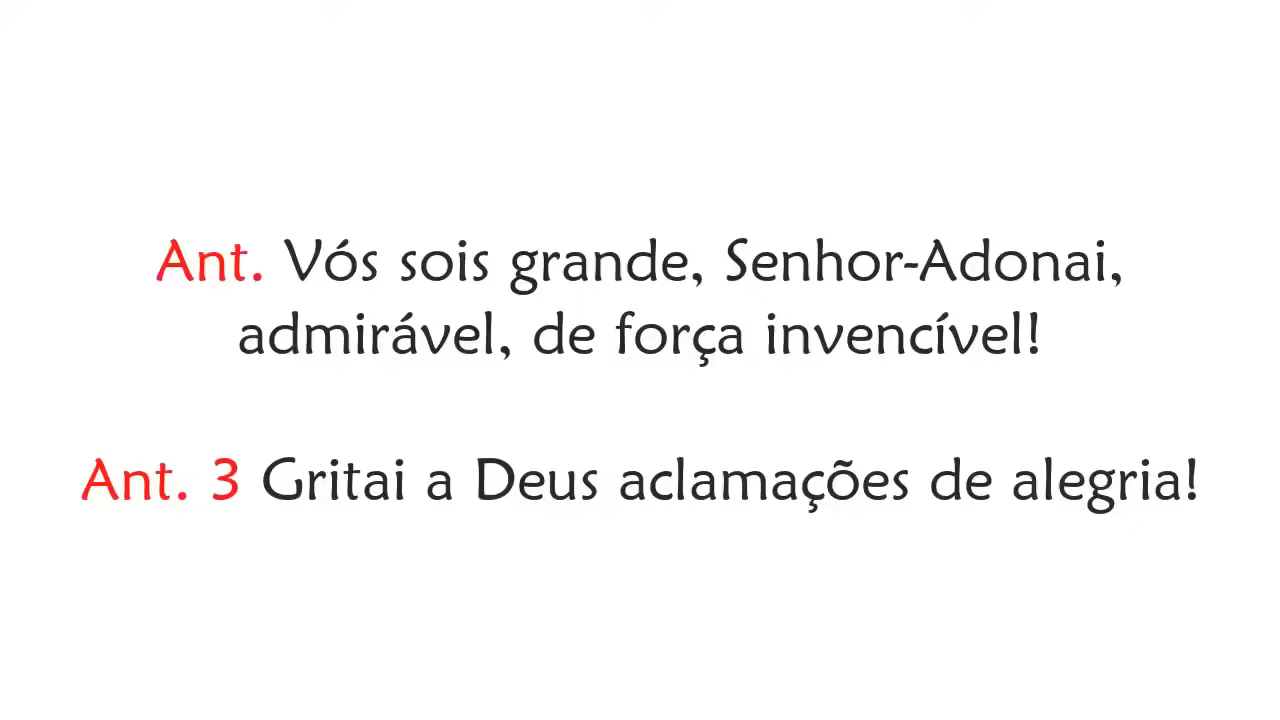 Ant. Vós sois grande, Senhor-Adonai,
admirável, de força invencível!
Ant. 3 Gritai a Deus aclamações de alegria!